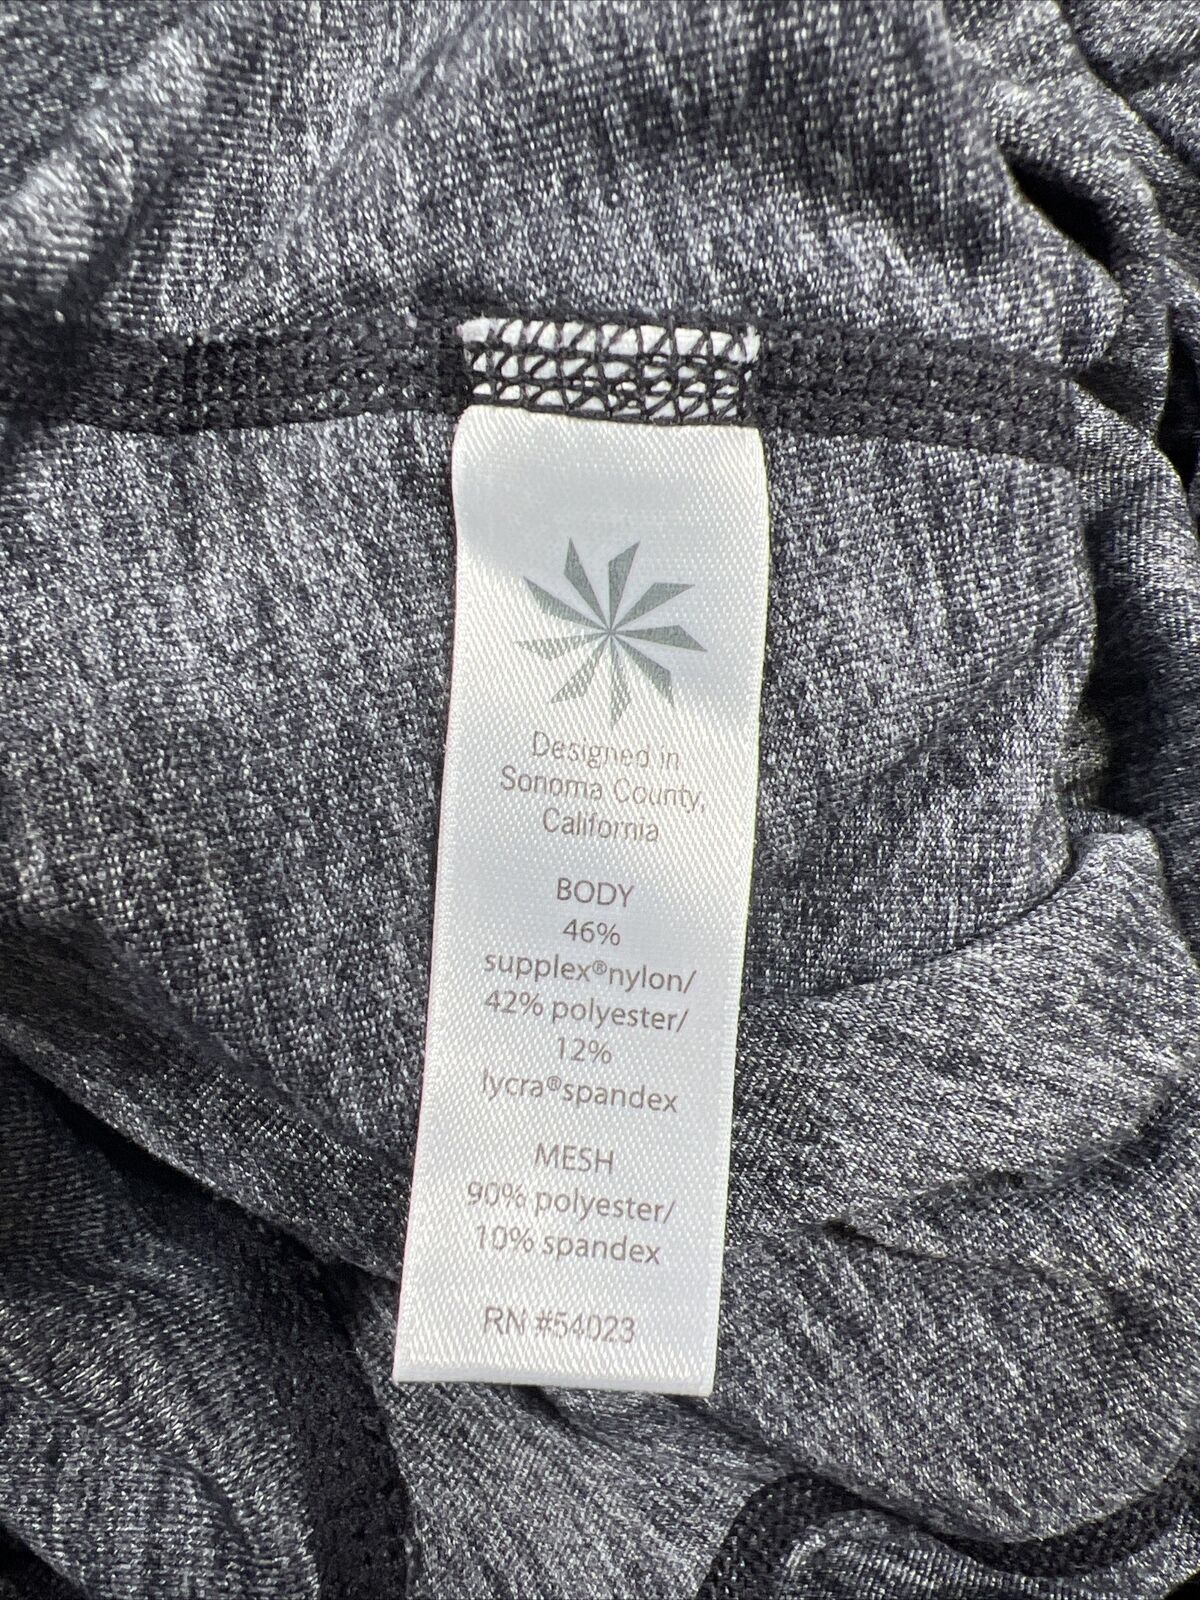 Designed in
Sonoma County,
California
BODY
46%
supplex®nylon/
42% polyester/
12%
lycra®spandex
MESH
90% polyester/
10% spandex
RN #54023